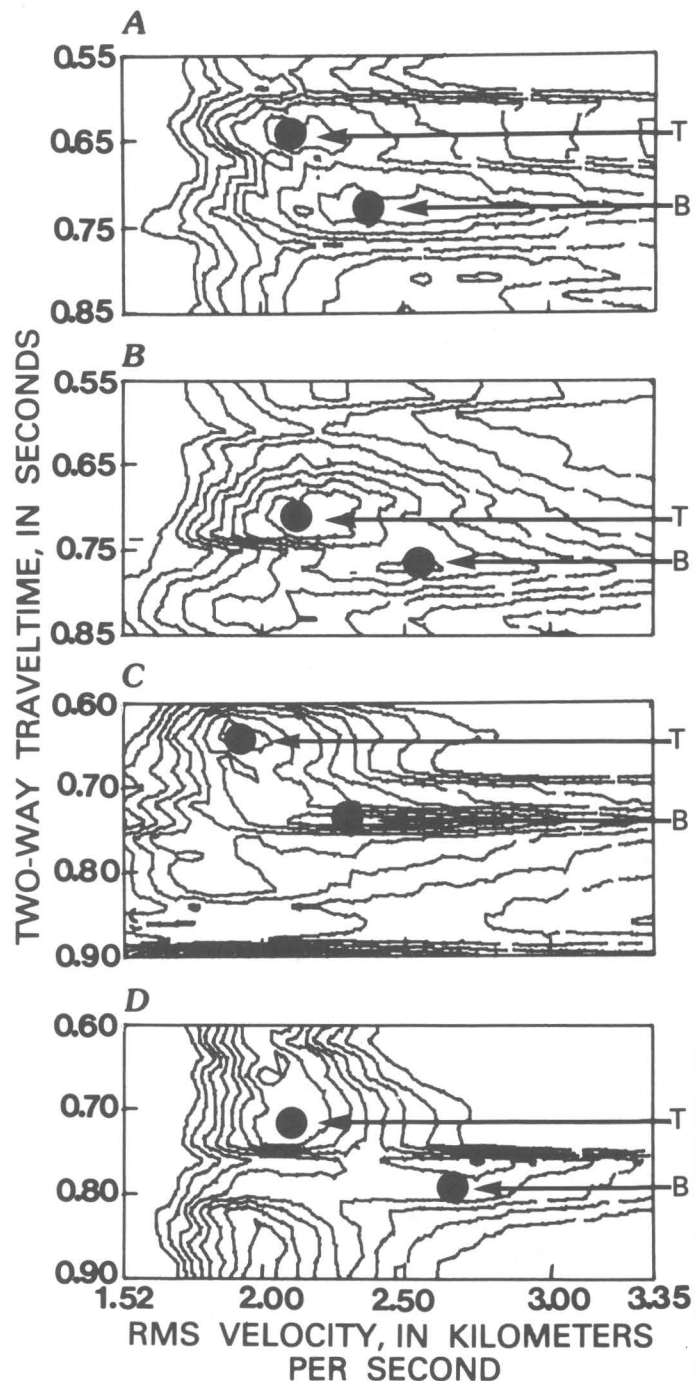 A
0.55
0.65
0.75
0.85
T
B
B
0.55
0.65
0.75
0.85
T
B
C
0.60
0.70
0.80
0.90
T
B
D
0.60
0.70
0.80
0.90
T
B
1.52 2.00 2.50 3.00 3.35
TWO-WAY TRAVELTIME, IN SECONDS
RMS VELOCITY, IN KILOMETERS
PER SECOND